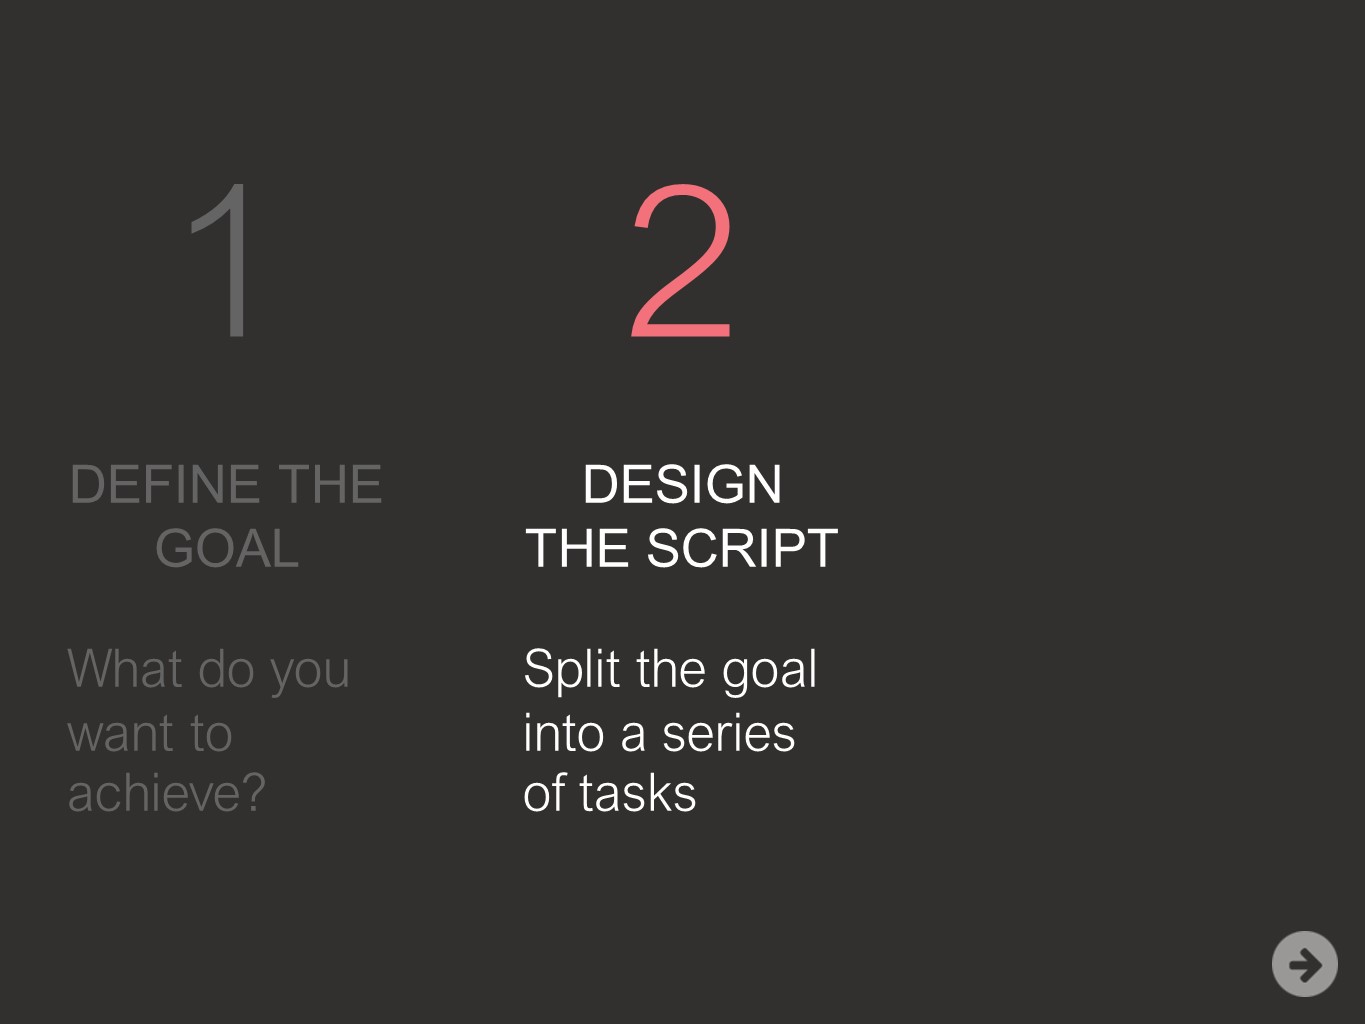 1
DEFINE THE
GOAL
What do you
want to
achieve?
2
DESIGN
THE SCRIPT
Split the goal
into a series
of tasks